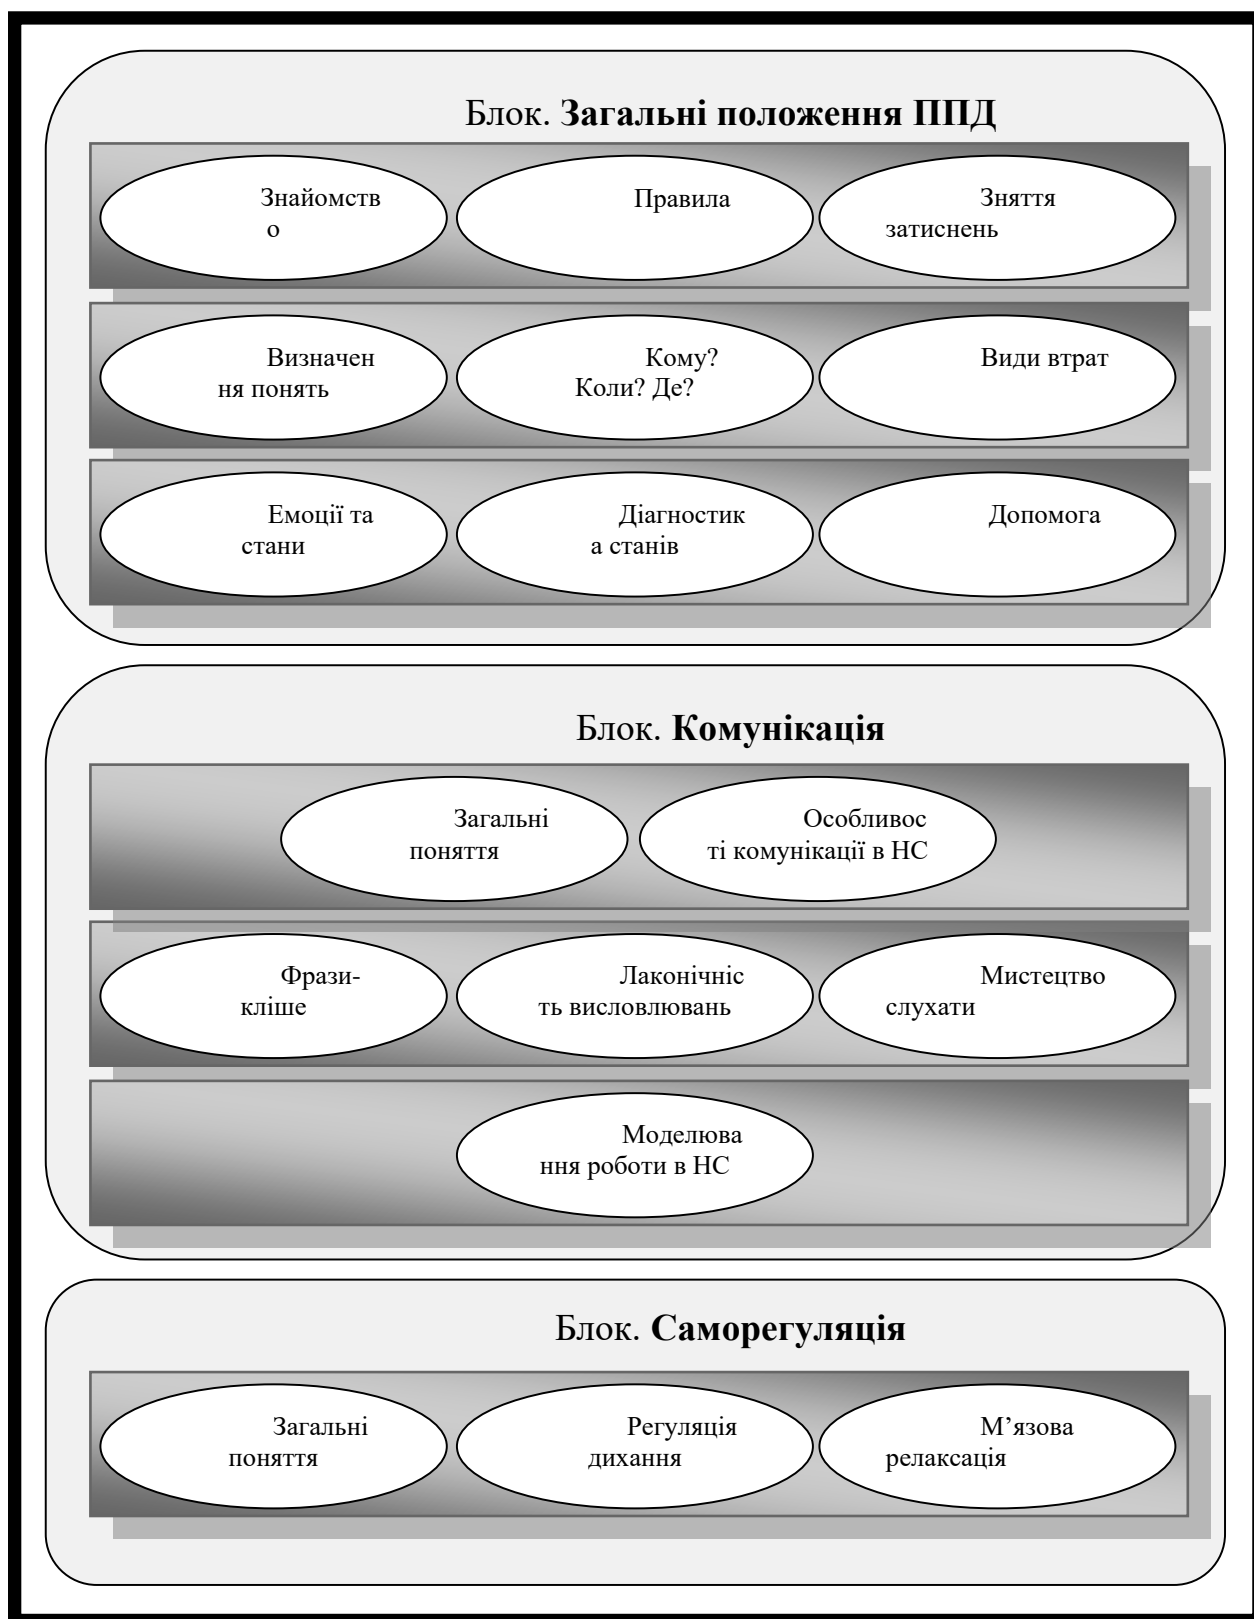 Блок. Загальні положення ППД
Знайомств
о
Правила
Зняття
затиснень
Визначен
ня понять
Кому?
Коли? Де?
Види втрат
Емоції та
стани
Діагностик
а станів
Допомога
Блок. Комунікація
Загальні
поняття
Особливос
ті комунікації в НС
Фрази-
кліше
Лаконічніс
ть висловлювань
Мистецтво
слухати
Моделюва
ння роботи в НС
Блок. Саморегуляція
Загальні
поняття
Регуляція
дихання
М’язова
релаксація